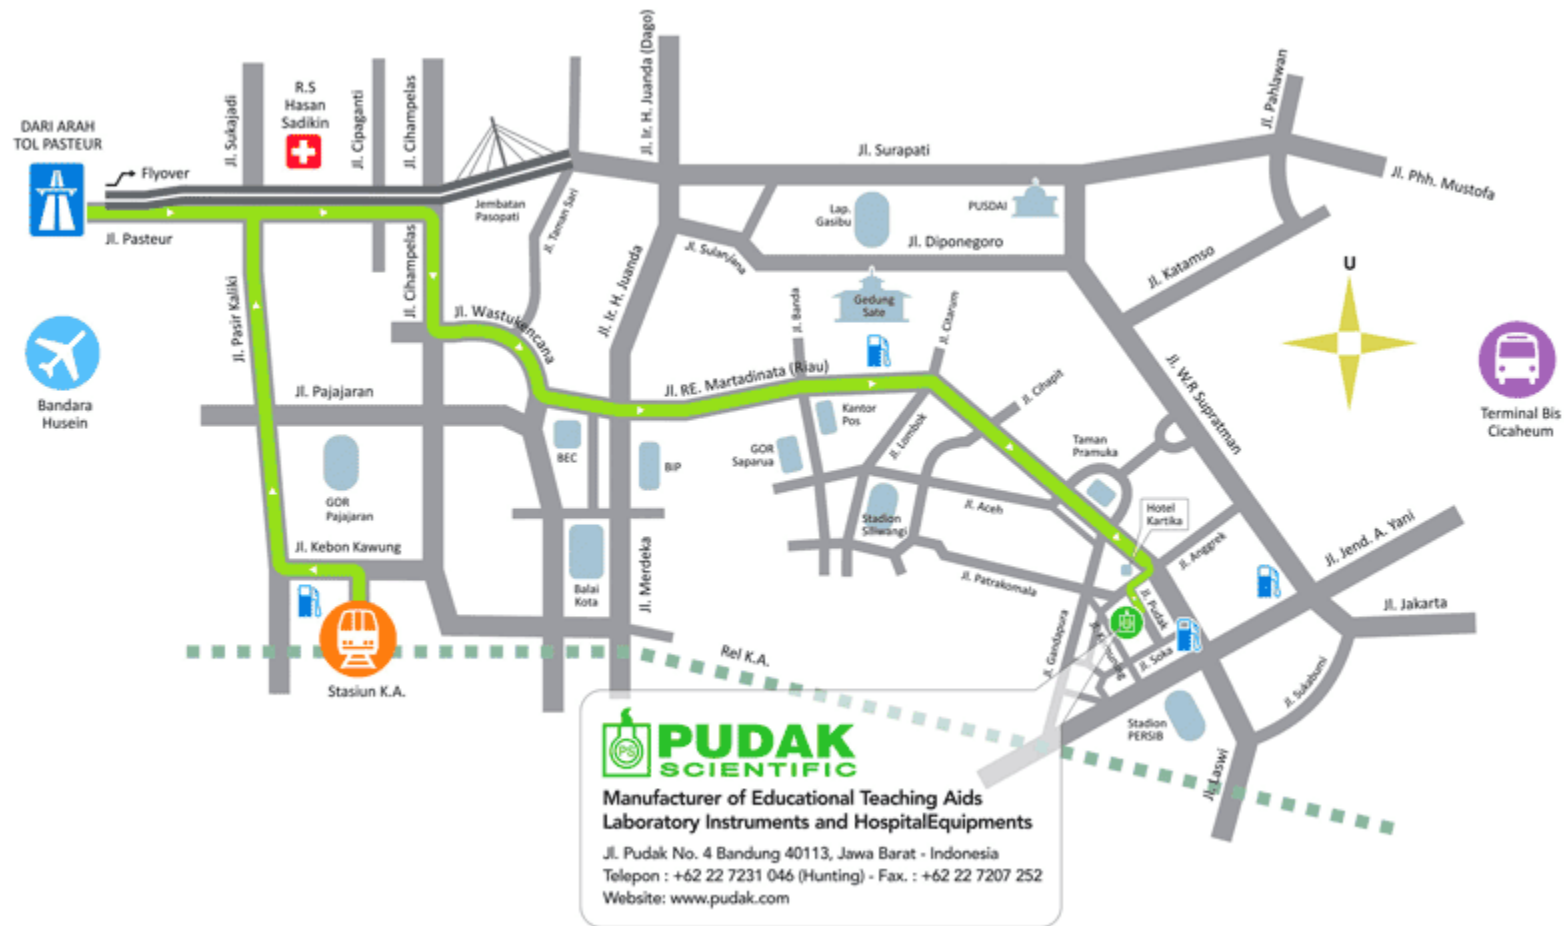 DARI ARAH
TOL PASTEUR
Flyover
Jl. Pasteur
Jl. Sukajadi
R.S
Hasan
Sadikin
Jl. Cipaganti
Jl. Cihampelas
Jembatan
Pasopati
Jl. Taman Sari
Jl. Ir. H. Juanda (Dago)
Jl. Surapati
Lap.
Gasibu
PUSDAI
Jl. Pahlawan
Jl. Phh. Mustofa
Jl. Sulanjana
Jl. Diponegoro
Jl. Katamso
U
Bandara
Husein
Jl. Pasir Kaliki
Jl. Cihampelas
Jl. Wastukencana
Jl. Ir. H. Juanda
Jl. Banda
Gedung
Sate
Jl. Citarum
Jl. W.R Supratman
Terminal Bis
Cicaheum
Jl. Pajajaran
Jl. RE. Martadinata (Riau)
Jl. Cihapit
Kantor
Pos
GOR
Saparua
Jl. Lombok
Taman
Pramuka
BEC
BIP
GOR
Pajajaran
Stadion
Siliwangi
Jl. Aceh
Hotel
Kartika
Jl. Anggrek
Jl. Jend. A. Yani
Jl. Kebon Kawung
Balai
Kota
Jl. Merdeka
Jl. Patrakomala
Jl. Gandapura
Jl. Pudak
Jl. Soka
Jl. Jakarta
Jl. Sukabumi
Stasiun K.A.
Rel K.A.
Stadion
PERSIB
Jl. Laswi
PS
PUDAK
SCIENTIFIC
Manufacturer of Educational Teaching Aids
Laboratory Instruments and HospitalEquipments
Jl. Pudak No. 4 Bandung 40113, Jawa Barat - Indonesia
Telepon : +62 22 7231 046 (Hunting) - Fax. : +62 22 7207 252
Website: www.pudak.com